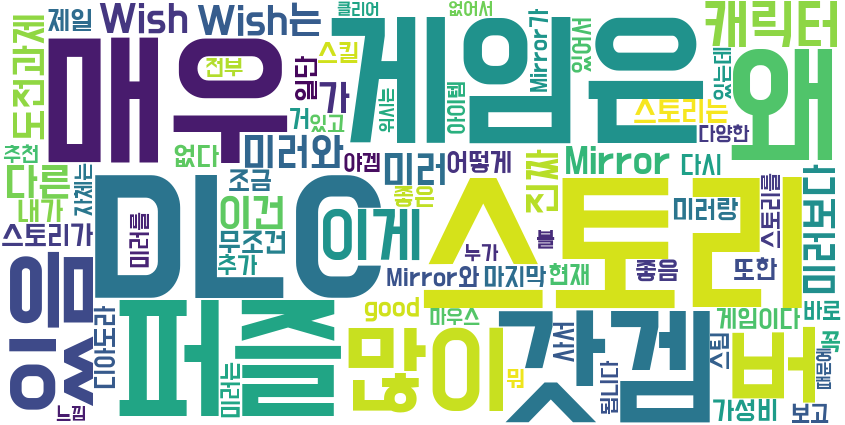 제일
Wish
Wish는
클리어
없어서
캐릭터
도전과제
매우
전부
스킬
일단
가
거
있고
위시는
게임은
아이템
Mirror가
있어서
왜
있는데
스토리는
다양한
추천
없다
미러와
야겜
미러
어떻게
Mirror
다시
다른
자체는
조금
좋은
진짜
내가
미러를
이건
이게
DLC
스토리
미러랑
스토리를
미러보다
스토리가
무조건
추가
누가
볼
좋음
또한
Mirror와
마지막
현재
있음
디아도라
퍼즐
good
마우스
많이
갓겜
사서
게임이다
바로
꼭
버
스팀
미러는
뭐
됩니다
가성비
보고
느낌